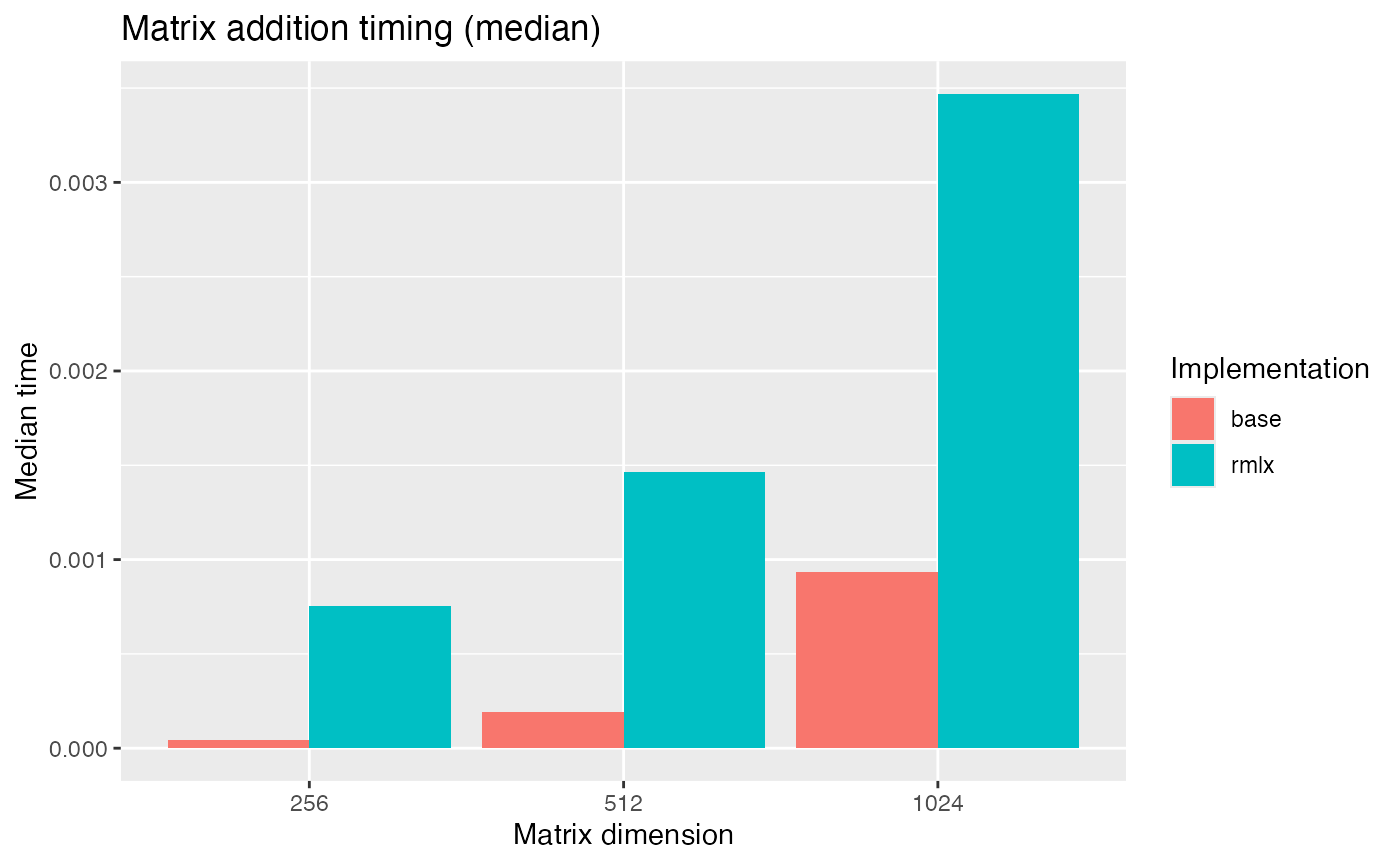 Matrix addition timing (median)
Median time
0.003
0.002
0.001
0.000
256 512 1024
Matrix dimension
Implementation
base
rmlx